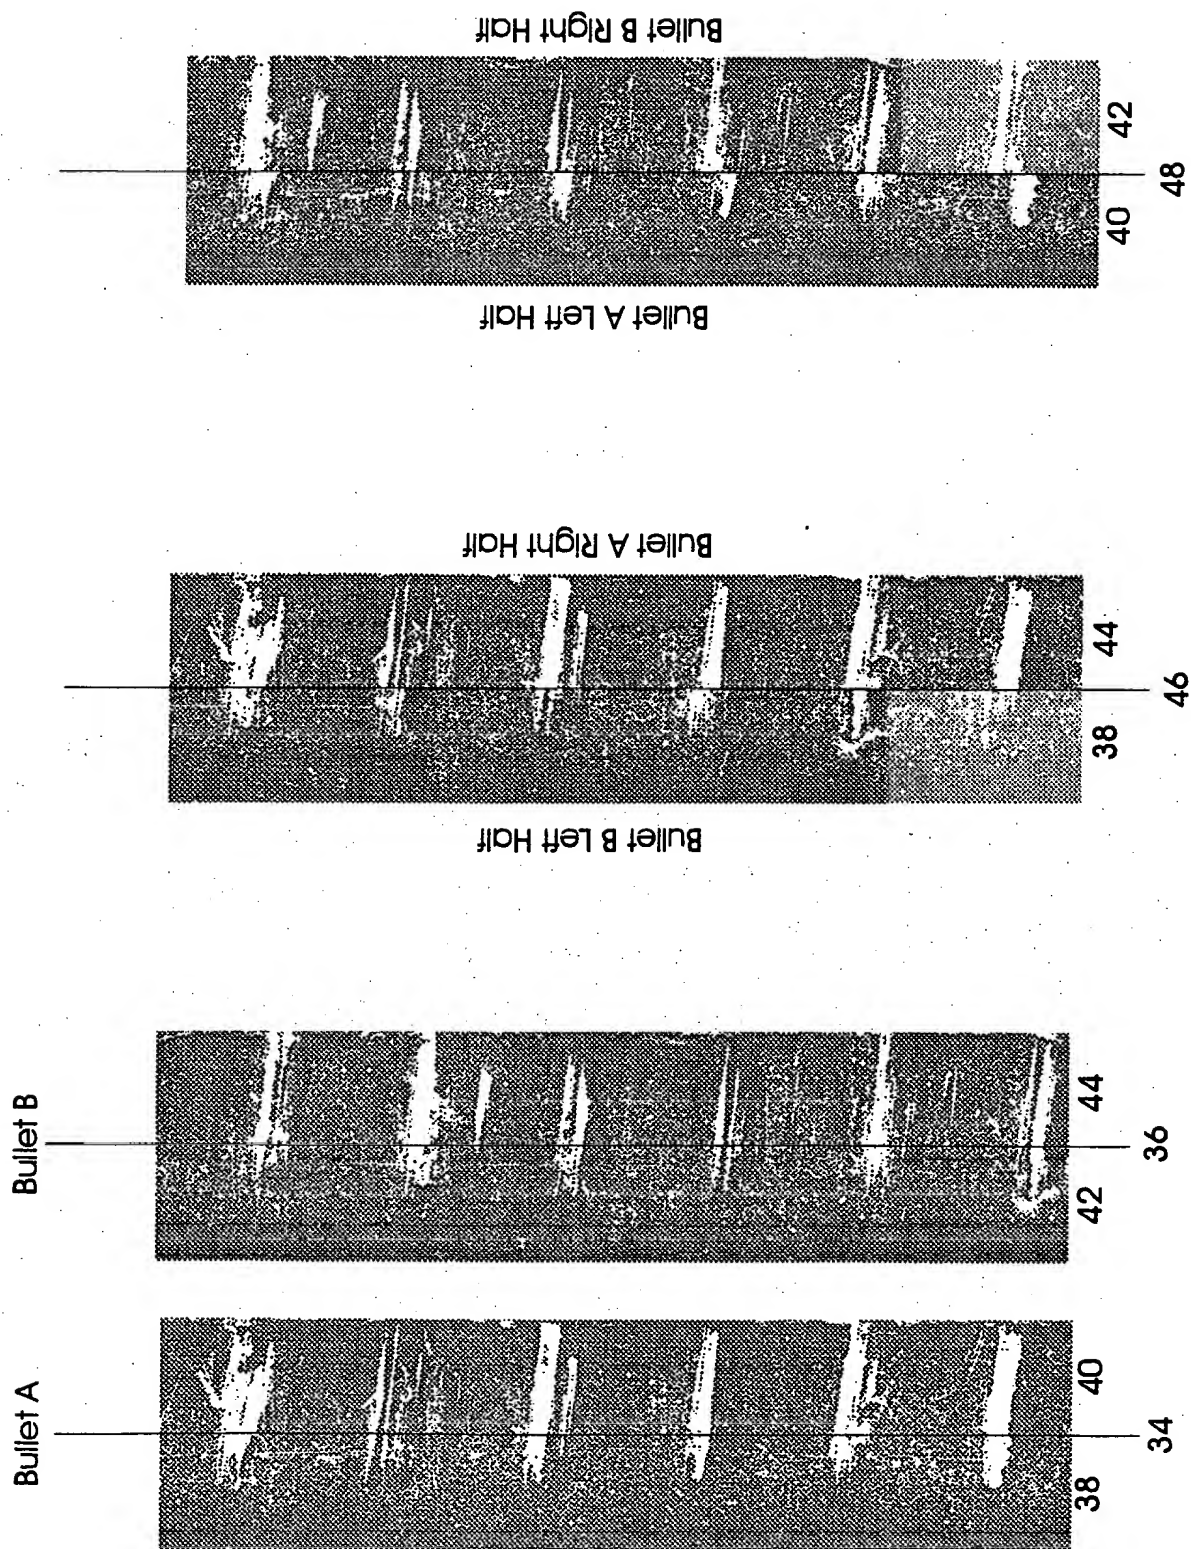 Bullet B Right Half
42
40
48
Bullet A Left Half
Bullet A Right Half
44
38
46
Bullet B Left Half
Bullet B
44
42
36
Bullet A
40
38
34